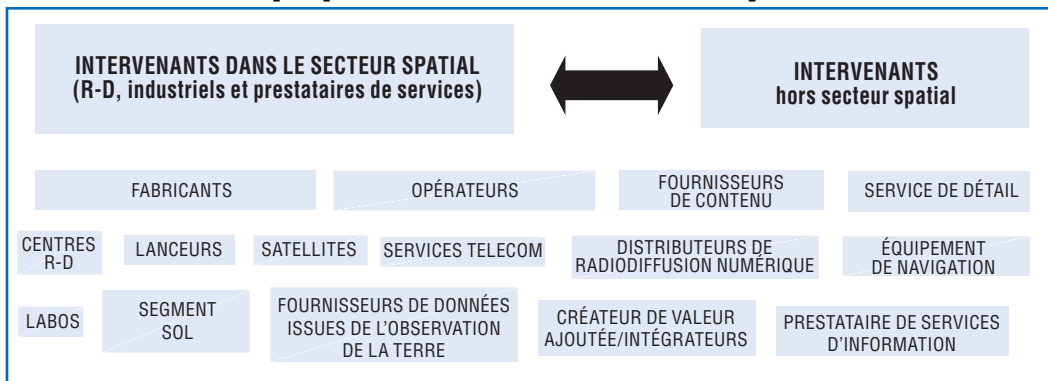 INTERVENANTS DANS LE SECTEUR SPATIAL
(R-D, industriels et prestataires de services)
INTERVENANTS
hors secteur spatial
FABRICANTS
OPÉRATEURS
FOURNISSEURS
DE CONTENU
SERVICE DE DÉTAIL
CENTRES
R-D
LANCEURS
SATELLITES
SERVICES TELECOM
DISTRIBUTEURS DE
RADIODIFFUSION NUMÉRIQUE
ÉQUIPEMENT
DE NAVIGATION
LABOS
SEGMENT
SOL
FOURNISSEURS DE DONNÉES
ISSUES DE L'OBSERVATION
DE LA TERRE
CRÉATEUR DE VALEUR
AJOUTÉE/INTÉGRATEURS
PRESTATAIRE DE SERVICES
D'INFORMATION